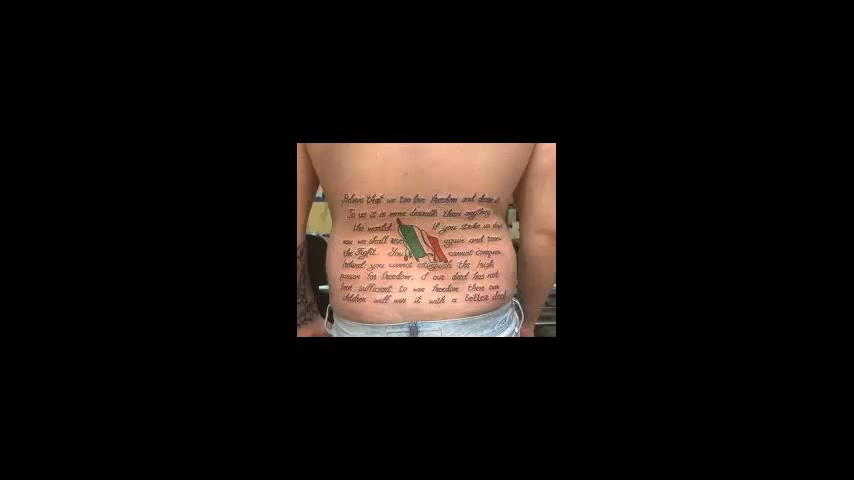 Believe that we too love freedom and desire it
To us it is more desirable than anything
the world If you strike us down
now we shall rise again and renew
the Fight. You cannot conquer
Ireland; you cannot extinguish the Irish
passion for freedom, if our deed has not
been sufficient to win freedom then our
children will win it with a better deed